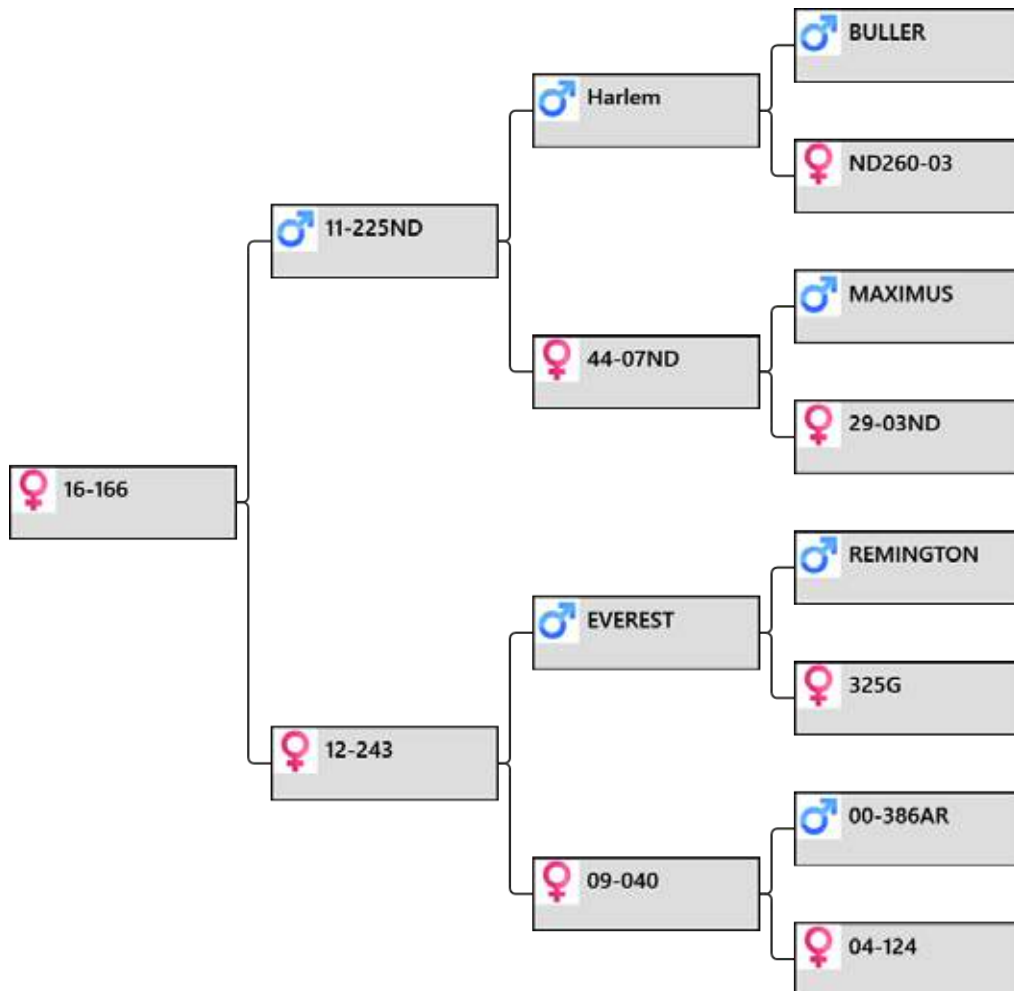 BULLER
Harlem
ND260-03
11-225ND
MAXIMUS
44-07ND
29-03ND
16-166
REMINGTON
EVEREST
325G
12-243
00-386AR
09-040
04-124